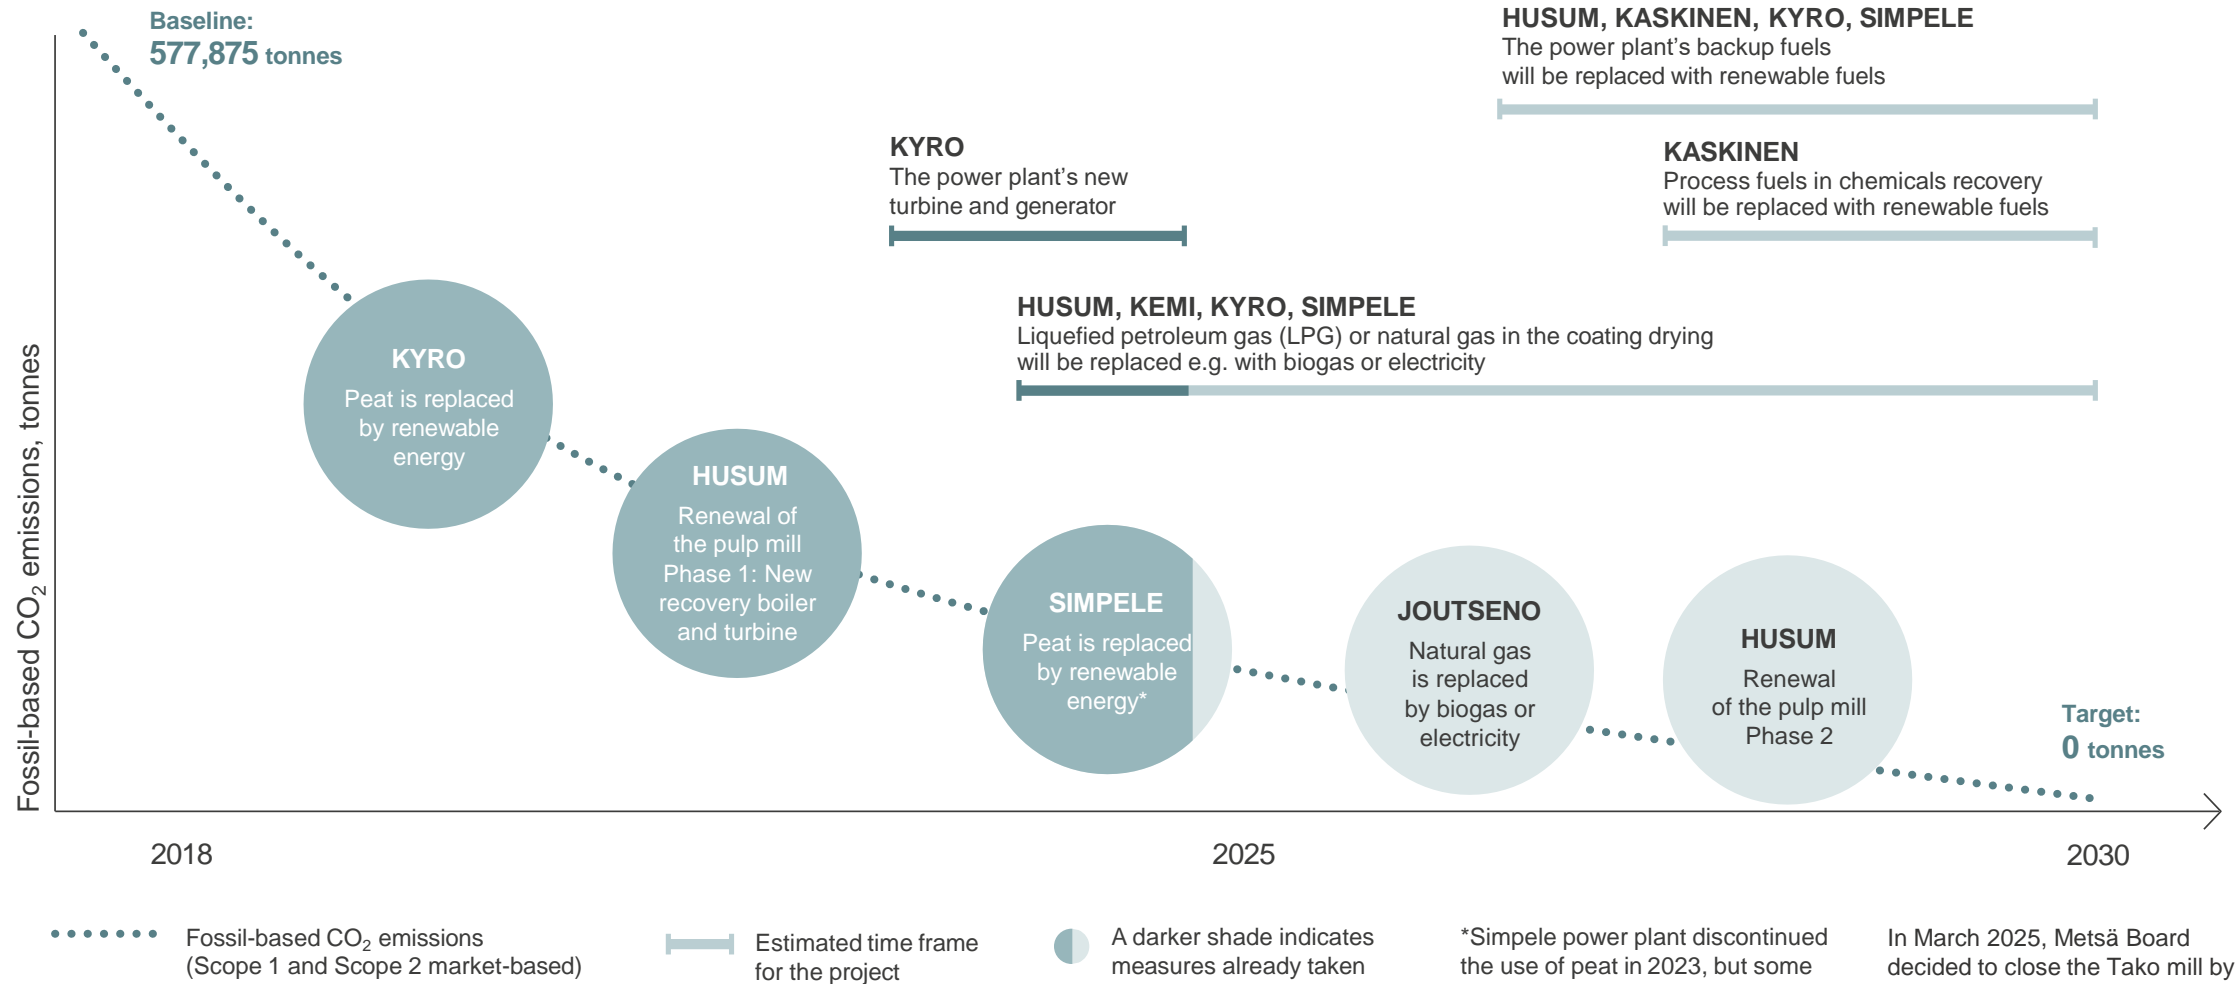 Baseline:
577,875 tonnes
HUSUM, KASKINEN, KYRO, SIMPELE
The power plant’s backup fuels
will be replaced with renewable fuels
KYRO
The power plant’s new
turbine and generator
KASKINEN
Process fuels in chemicals recovery
will be replaced with renewable fuels
HUSUM, KEMI, KYRO, SIMPELE
Liquefied petroleum gas (LPG) or natural gas in the coating drying
will be replaced e.g. with biogas or electricity
Fossil-based CO₂ emissions, tonnes
KYRO
Peat is replaced
by renewable
energy
HUSUM
Renewal of
the pulp mill
Phase 1: New
recovery boiler
and turbine
SIMPELE
Peat is replaced
by renewable
energy*
JOUTSENO
Natural gas
is replaced
by biogas or
electricity
HUSUM
Renewal
of the pulp mill
Phase 2
Target:
0 tonnes
2018
2025
2030
Fossil-based CO₂ emissions
(Scope 1 and Scope 2 market-based)
Estimated time frame
for the project
A darker shade indicates
measures already taken
*Simpele power plant discontinued
the use of peat in 2023, but some
In March 2025, Metsä Board
decided to close the Tako mill by